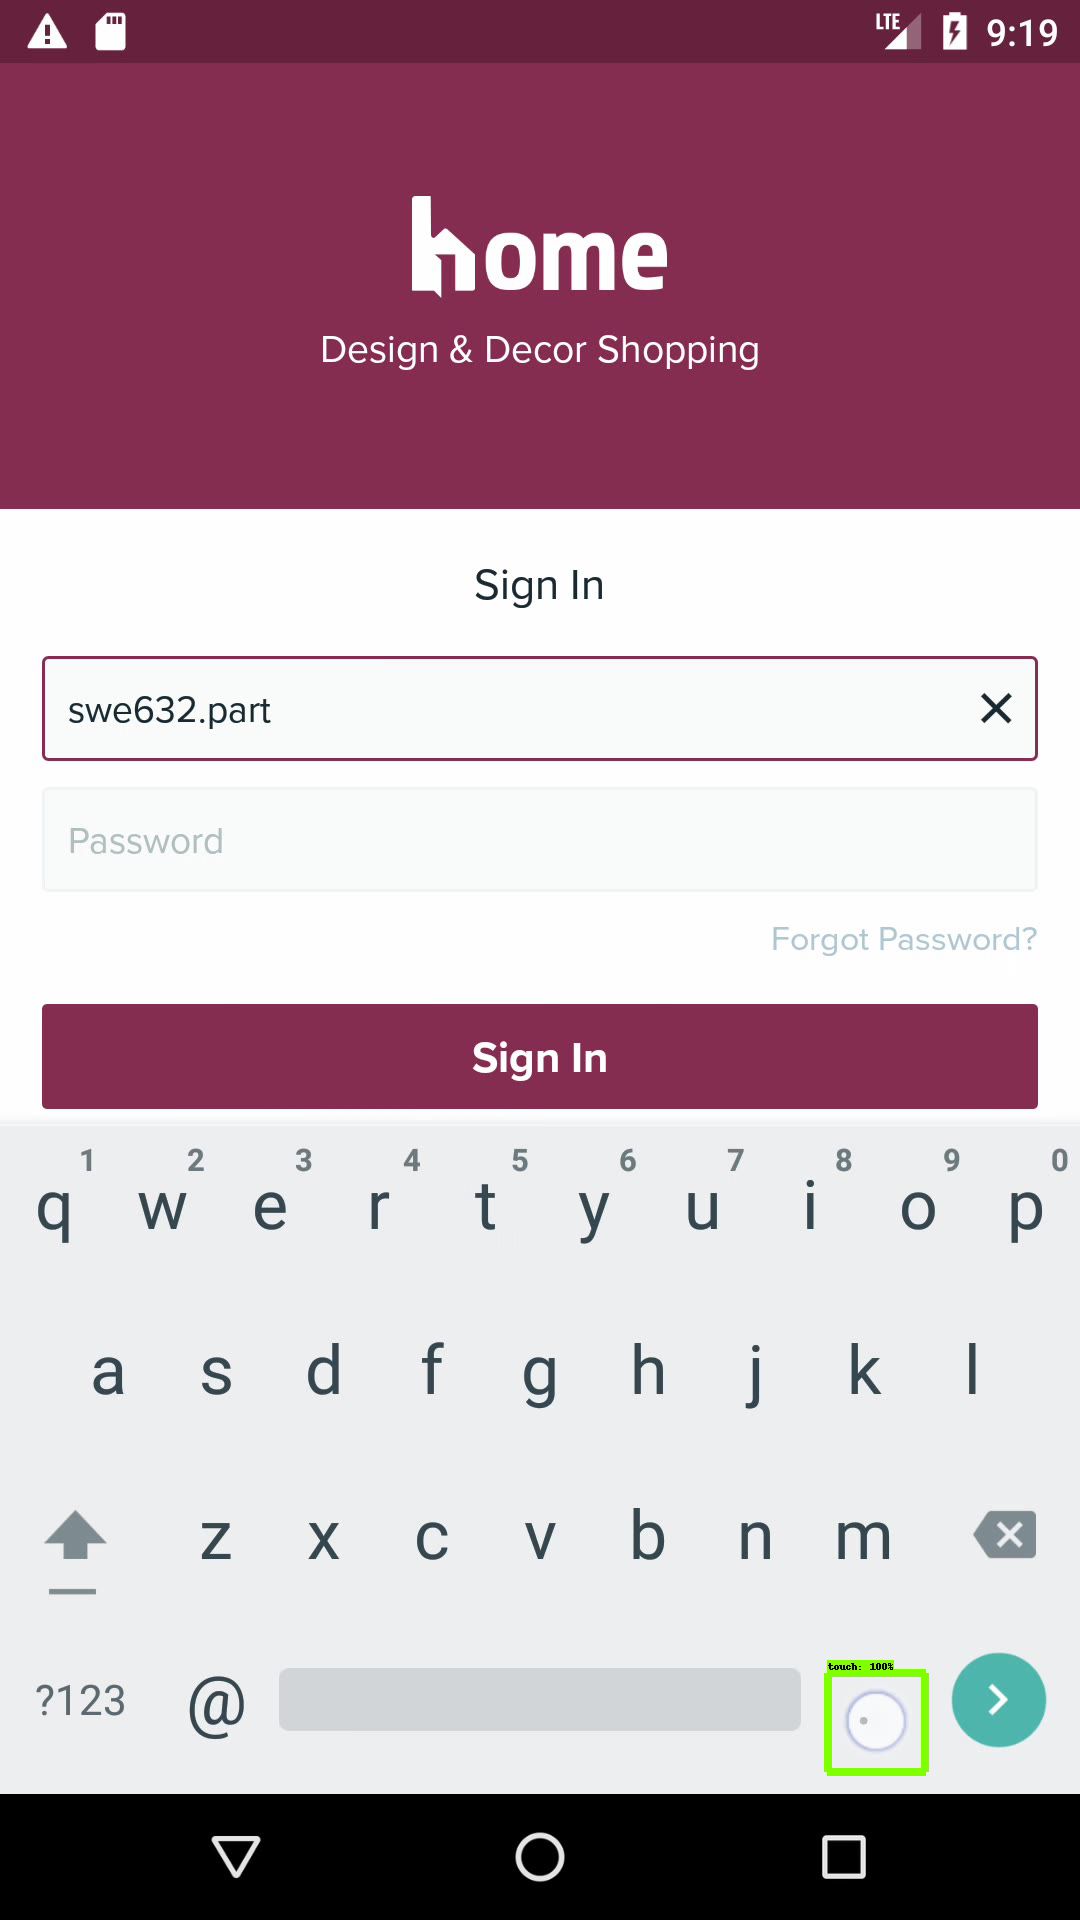 LTE 9:19
home
Design & Decor Shopping
Sign In
swe632.part
Password
Forgot Password?
Sign In
1 2 3 4 5 6 7 8 9 0
q w e r t y u i o p
a s d f g h j k l
z x c v b n m
touch: 100%
?123 @ .